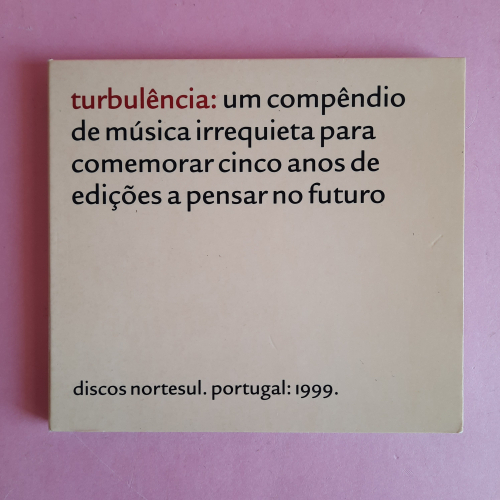 turbulência: um compêndio
de música irrequieta para
comemorar cinco anos de
edições a pensar no futuro
discos nortesul. portugal: 1999.